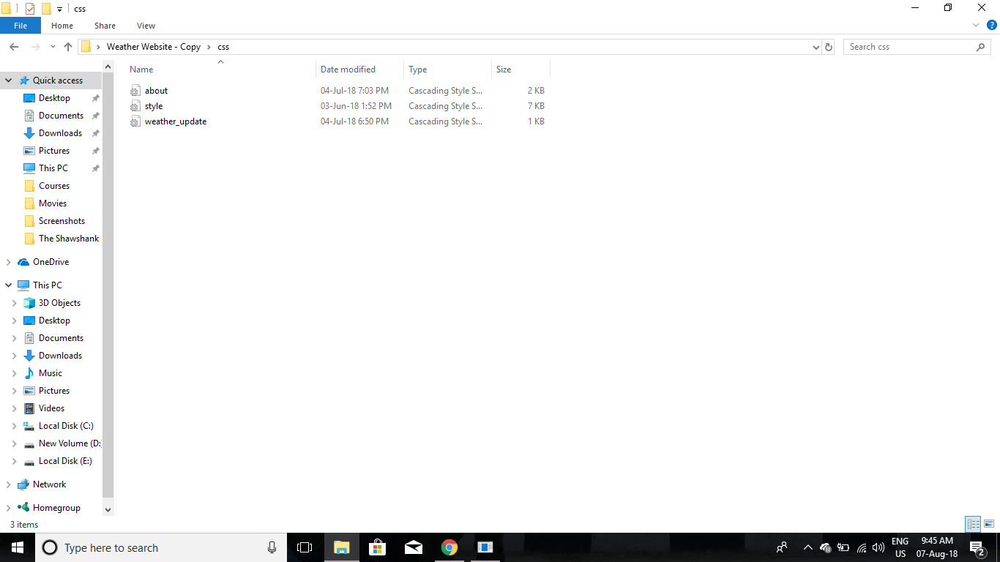 css
File Home Share View
Weather Website - Copy > css
Search css
Name Date modified Type Size
about 04-Jul-18 7:03 PM Cascading Style S... 2 KB
style 03-Jun-18 1:52 PM Cascading Style S... 7 KB
weather_update 04-Jul-18 6:50 PM Cascading Style S... 1 KB
Quick access
Desktop
Documents
Downloads
Pictures
This PC
Courses
Movies
Screenshots
The Shawshank
OneDrive
This PC
3D Objects
Desktop
Documents
Downloads
Music
Pictures
Videos
Local Disk (C:)
New Volume (D:
Local Disk (E:)
Network
Homegroup
3 items
Type here to search
ENG
US
9:45 AM
07-Aug-18
2